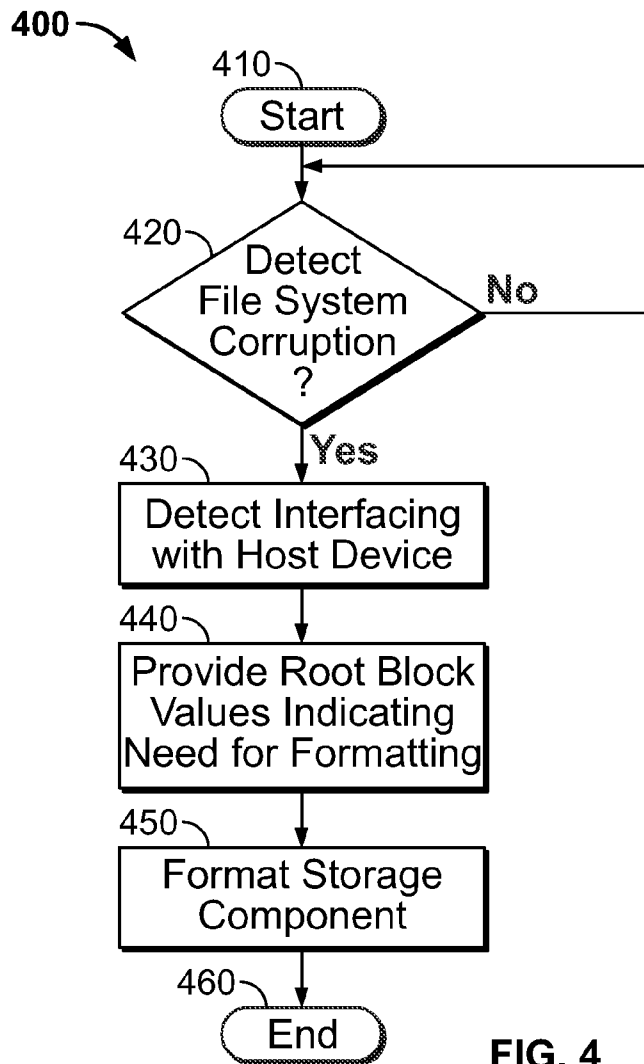 400
410
Start
420
Detect
File System
Corruption
?
No
Yes
430
Detect Interfacing
with Host Device
440
Provide Root Block
Values Indicating
Need for Formatting
450
Format Storage
Component
460
End
FIG. 4